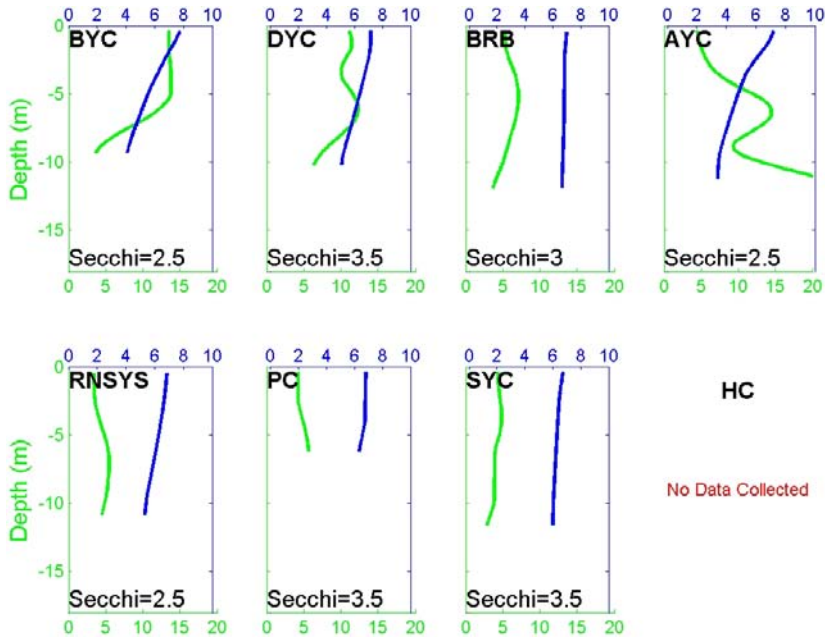 0 2 4 6 8 10 0 2 4 6 8 10 0 2 4 6 8 10 0 2 4 6 8 10
0 BYC DYC BRB AYC
-5
Depth (m)
-10
-15
Secchi=2.5 Secchi=3.5 Secchi=3 Secchi=2.5
0 5 10 15 20 0 5 10 15 20 0 5 10 15 20 5 10 15 20
0 2 4 6 8 10 0 2 4 6 8 10 0 2 4 6 8 10
0 RNSYS PC SYC HC
-5
Depth (m)
No Data Collected
-10
-15
Secchi=2.5 Secchi=3.5 Secchi=3.5
0 5 10 15 20 0 5 10 15 20 0 5 10 15 20